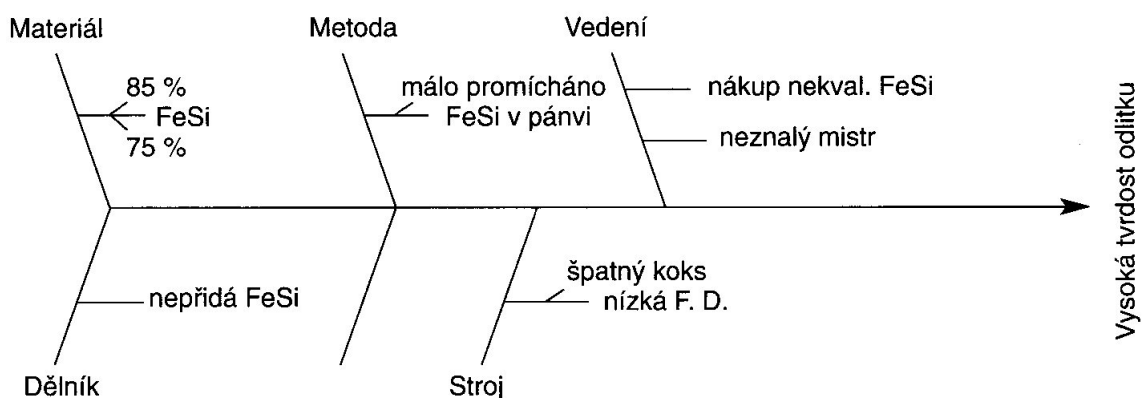 Materiál
Metoda
Vedení
85 %
FeSi
75 %
málo promícháno
FeSi v pánvi
nákup nekval. FeSi
neznalý mistr
Vysoká tvrdost odlitku
nepřidá FeSi
špatný koks
nízká F. D.
Dělník
Stroj